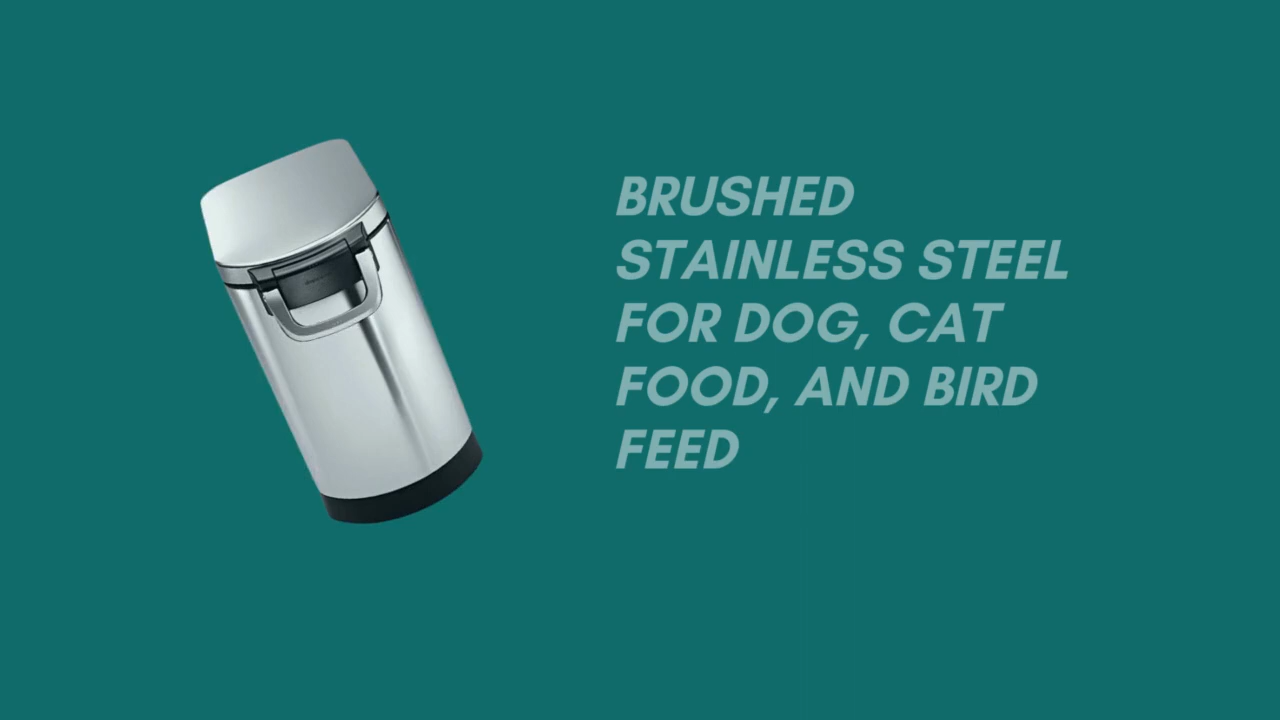 BRUSHED
STAINLESS STEEL
FOR DOG, CAT
FOOD, AND BIRD
FEED